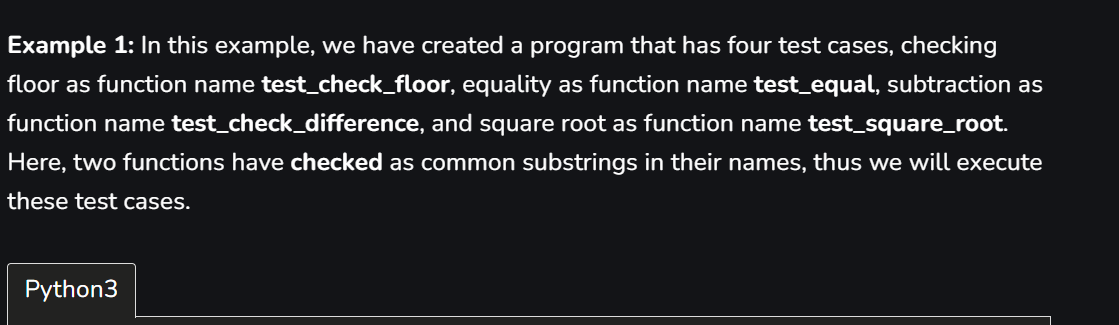 Example 1: In this example, we have created a program that has four test cases, checking
floor as function name test_check_floor, equality as function name test_equal, subtraction as
function name test_check_difference, and square root as function name test_square_root.
Here, two functions have checked as common substrings in their names, thus we will execute
these test cases.
Python3